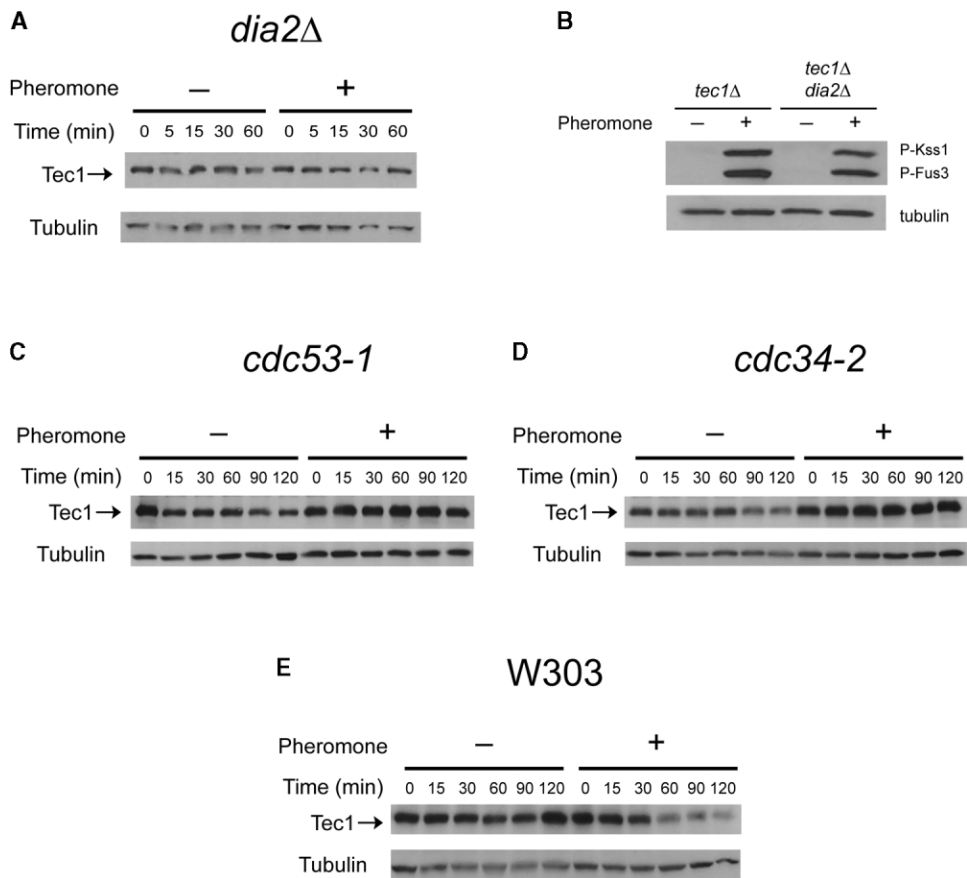 A
dia2Δ
Pheromone − +
Time (min) 0 5 15 30 60 0 5 15 30 60
Tec1
Tubulin
B
tec1Δ tec1Δ dia2Δ
Pheromone − + − +
P-Kss1
P-Fus3
tubulin
C
cdc53-1
Pheromone − +
Time (min) 0 15 30 60 90 120 0 15 30 60 90 120
Tec1
Tubulin
D
cdc34-2
Pheromone − +
Time (min) 0 15 30 60 90 120 0 15 30 60 90 120
Tec1
Tubulin
E
W303
Pheromone − +
Time (min) 0 15 30 60 90 120 0 15 30 60 90 120
Tec1
Tubulin